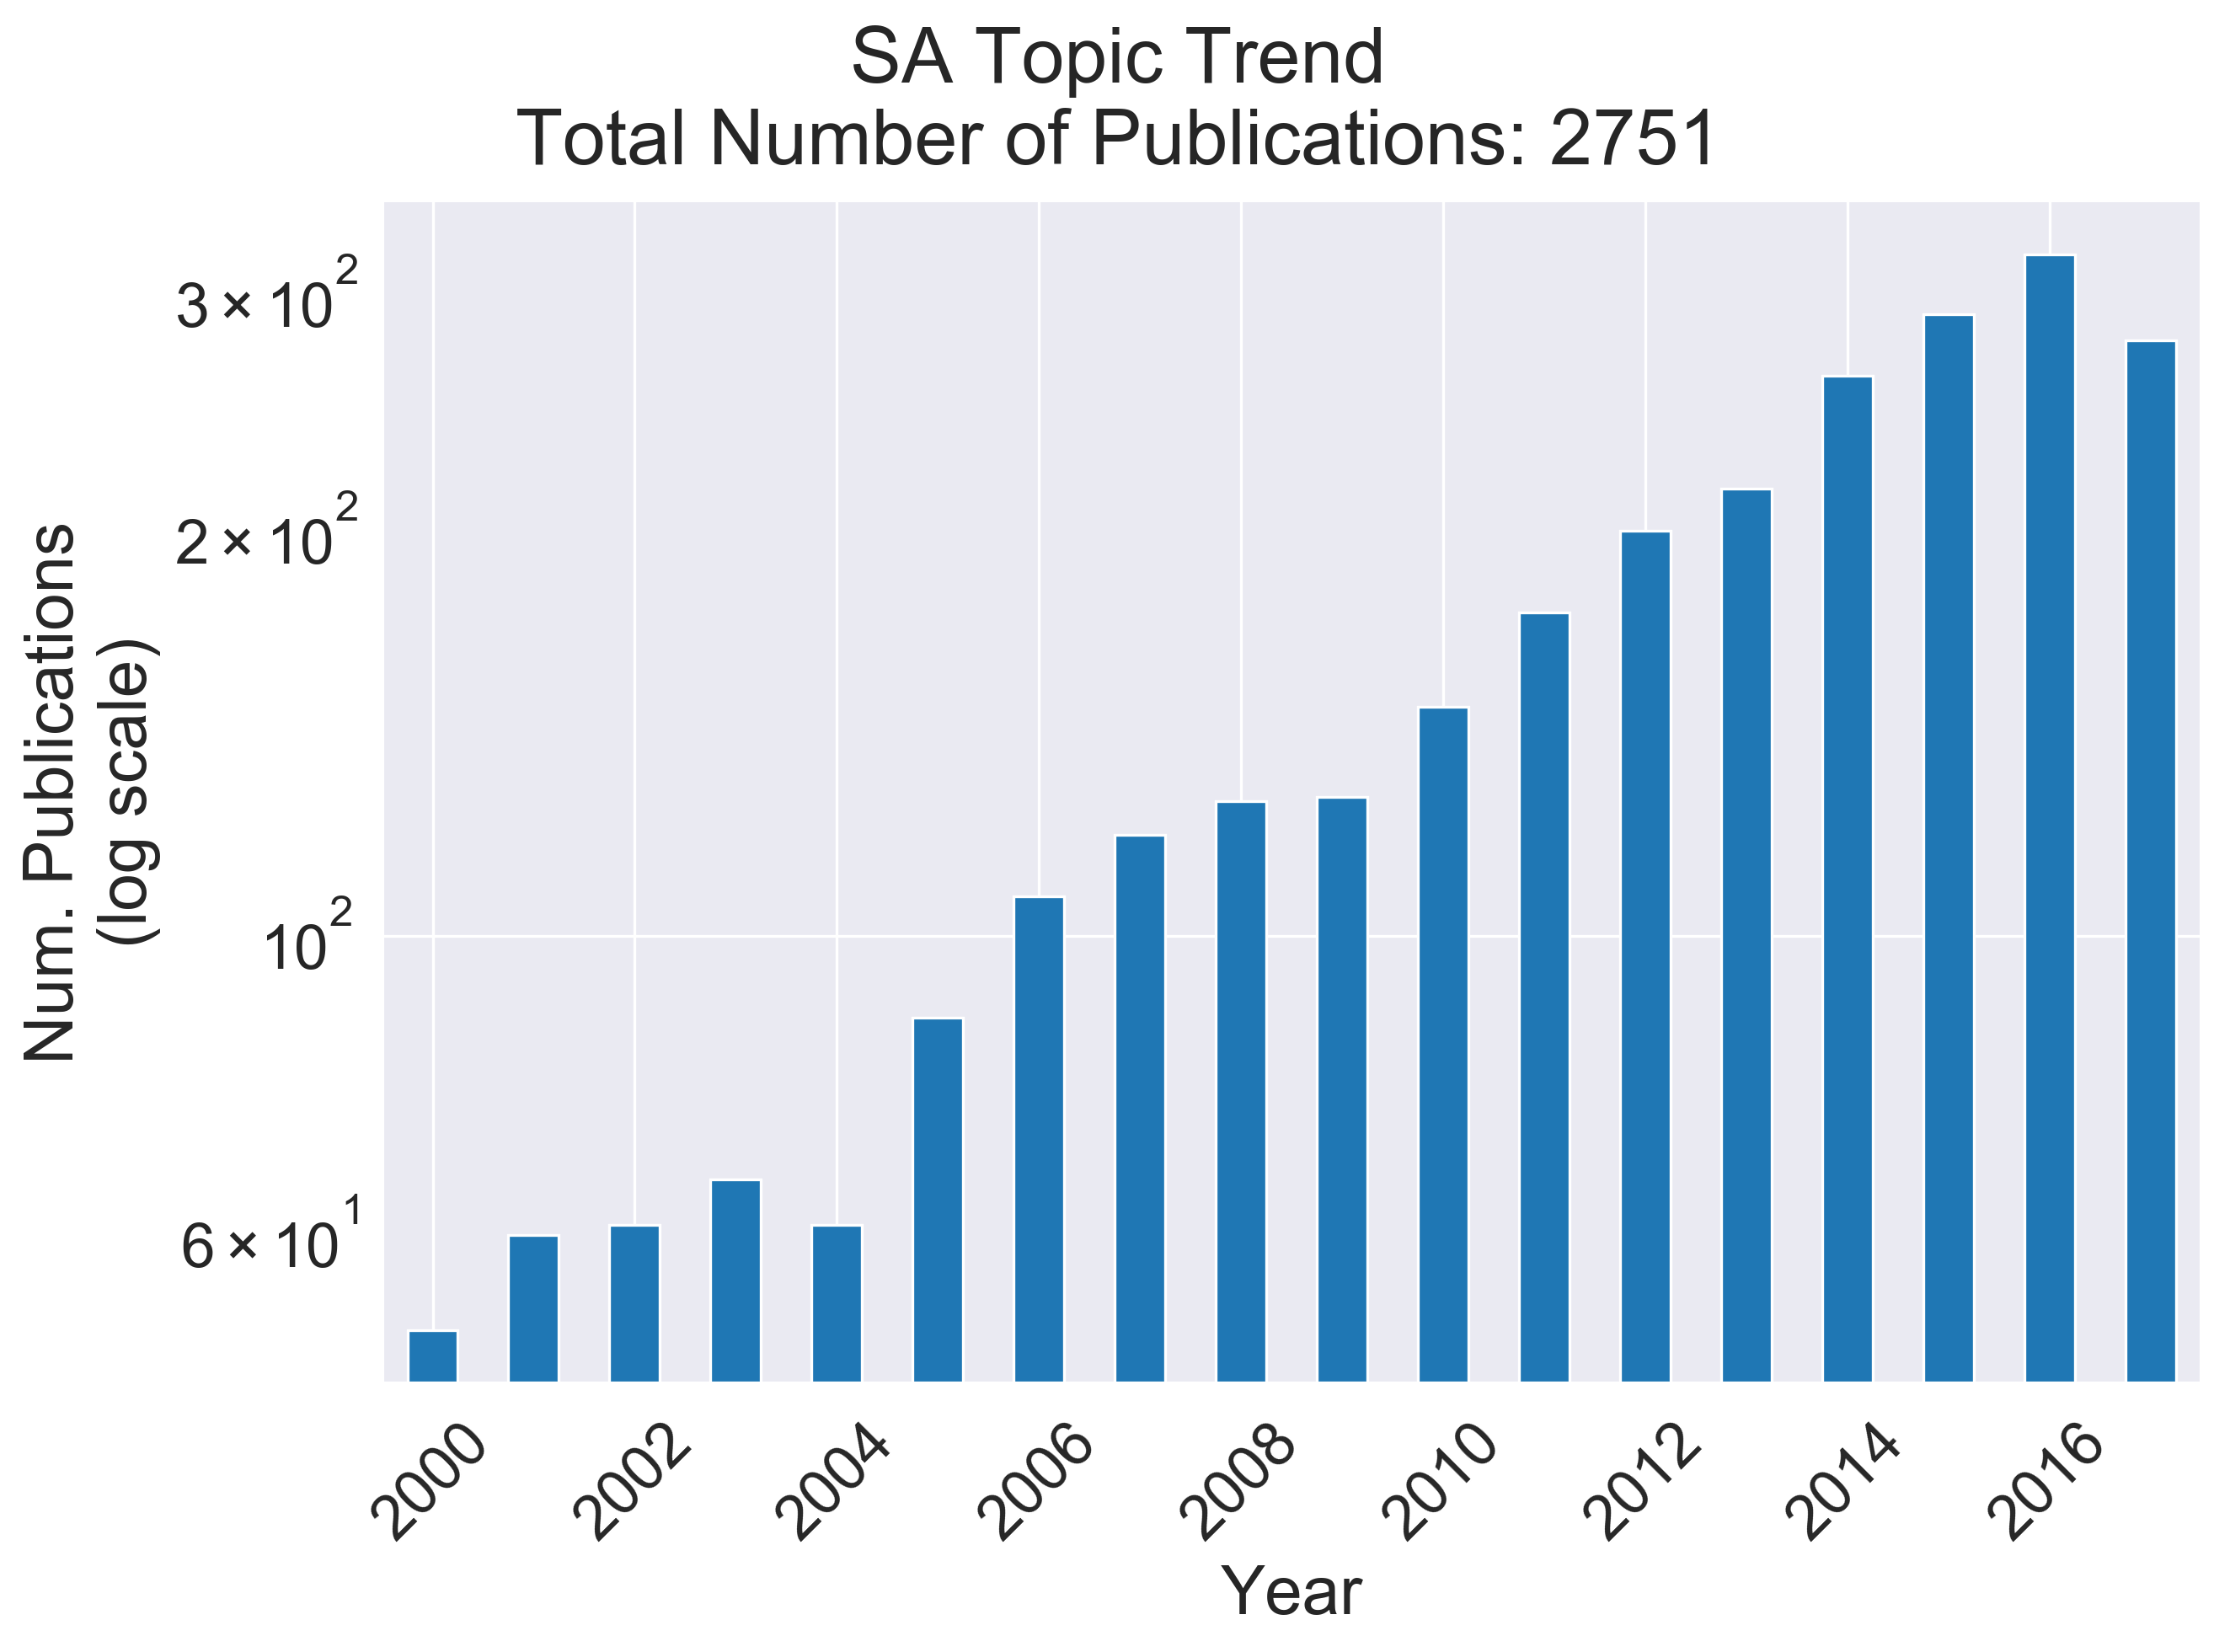 SA Topic Trend
Total Number of Publications: 2751
Num. Publications
(log scale)
3×10²
2×10²
10²
6×10¹
2000
2002
2004
2006
2008
2010
2012
2014
2016
Year